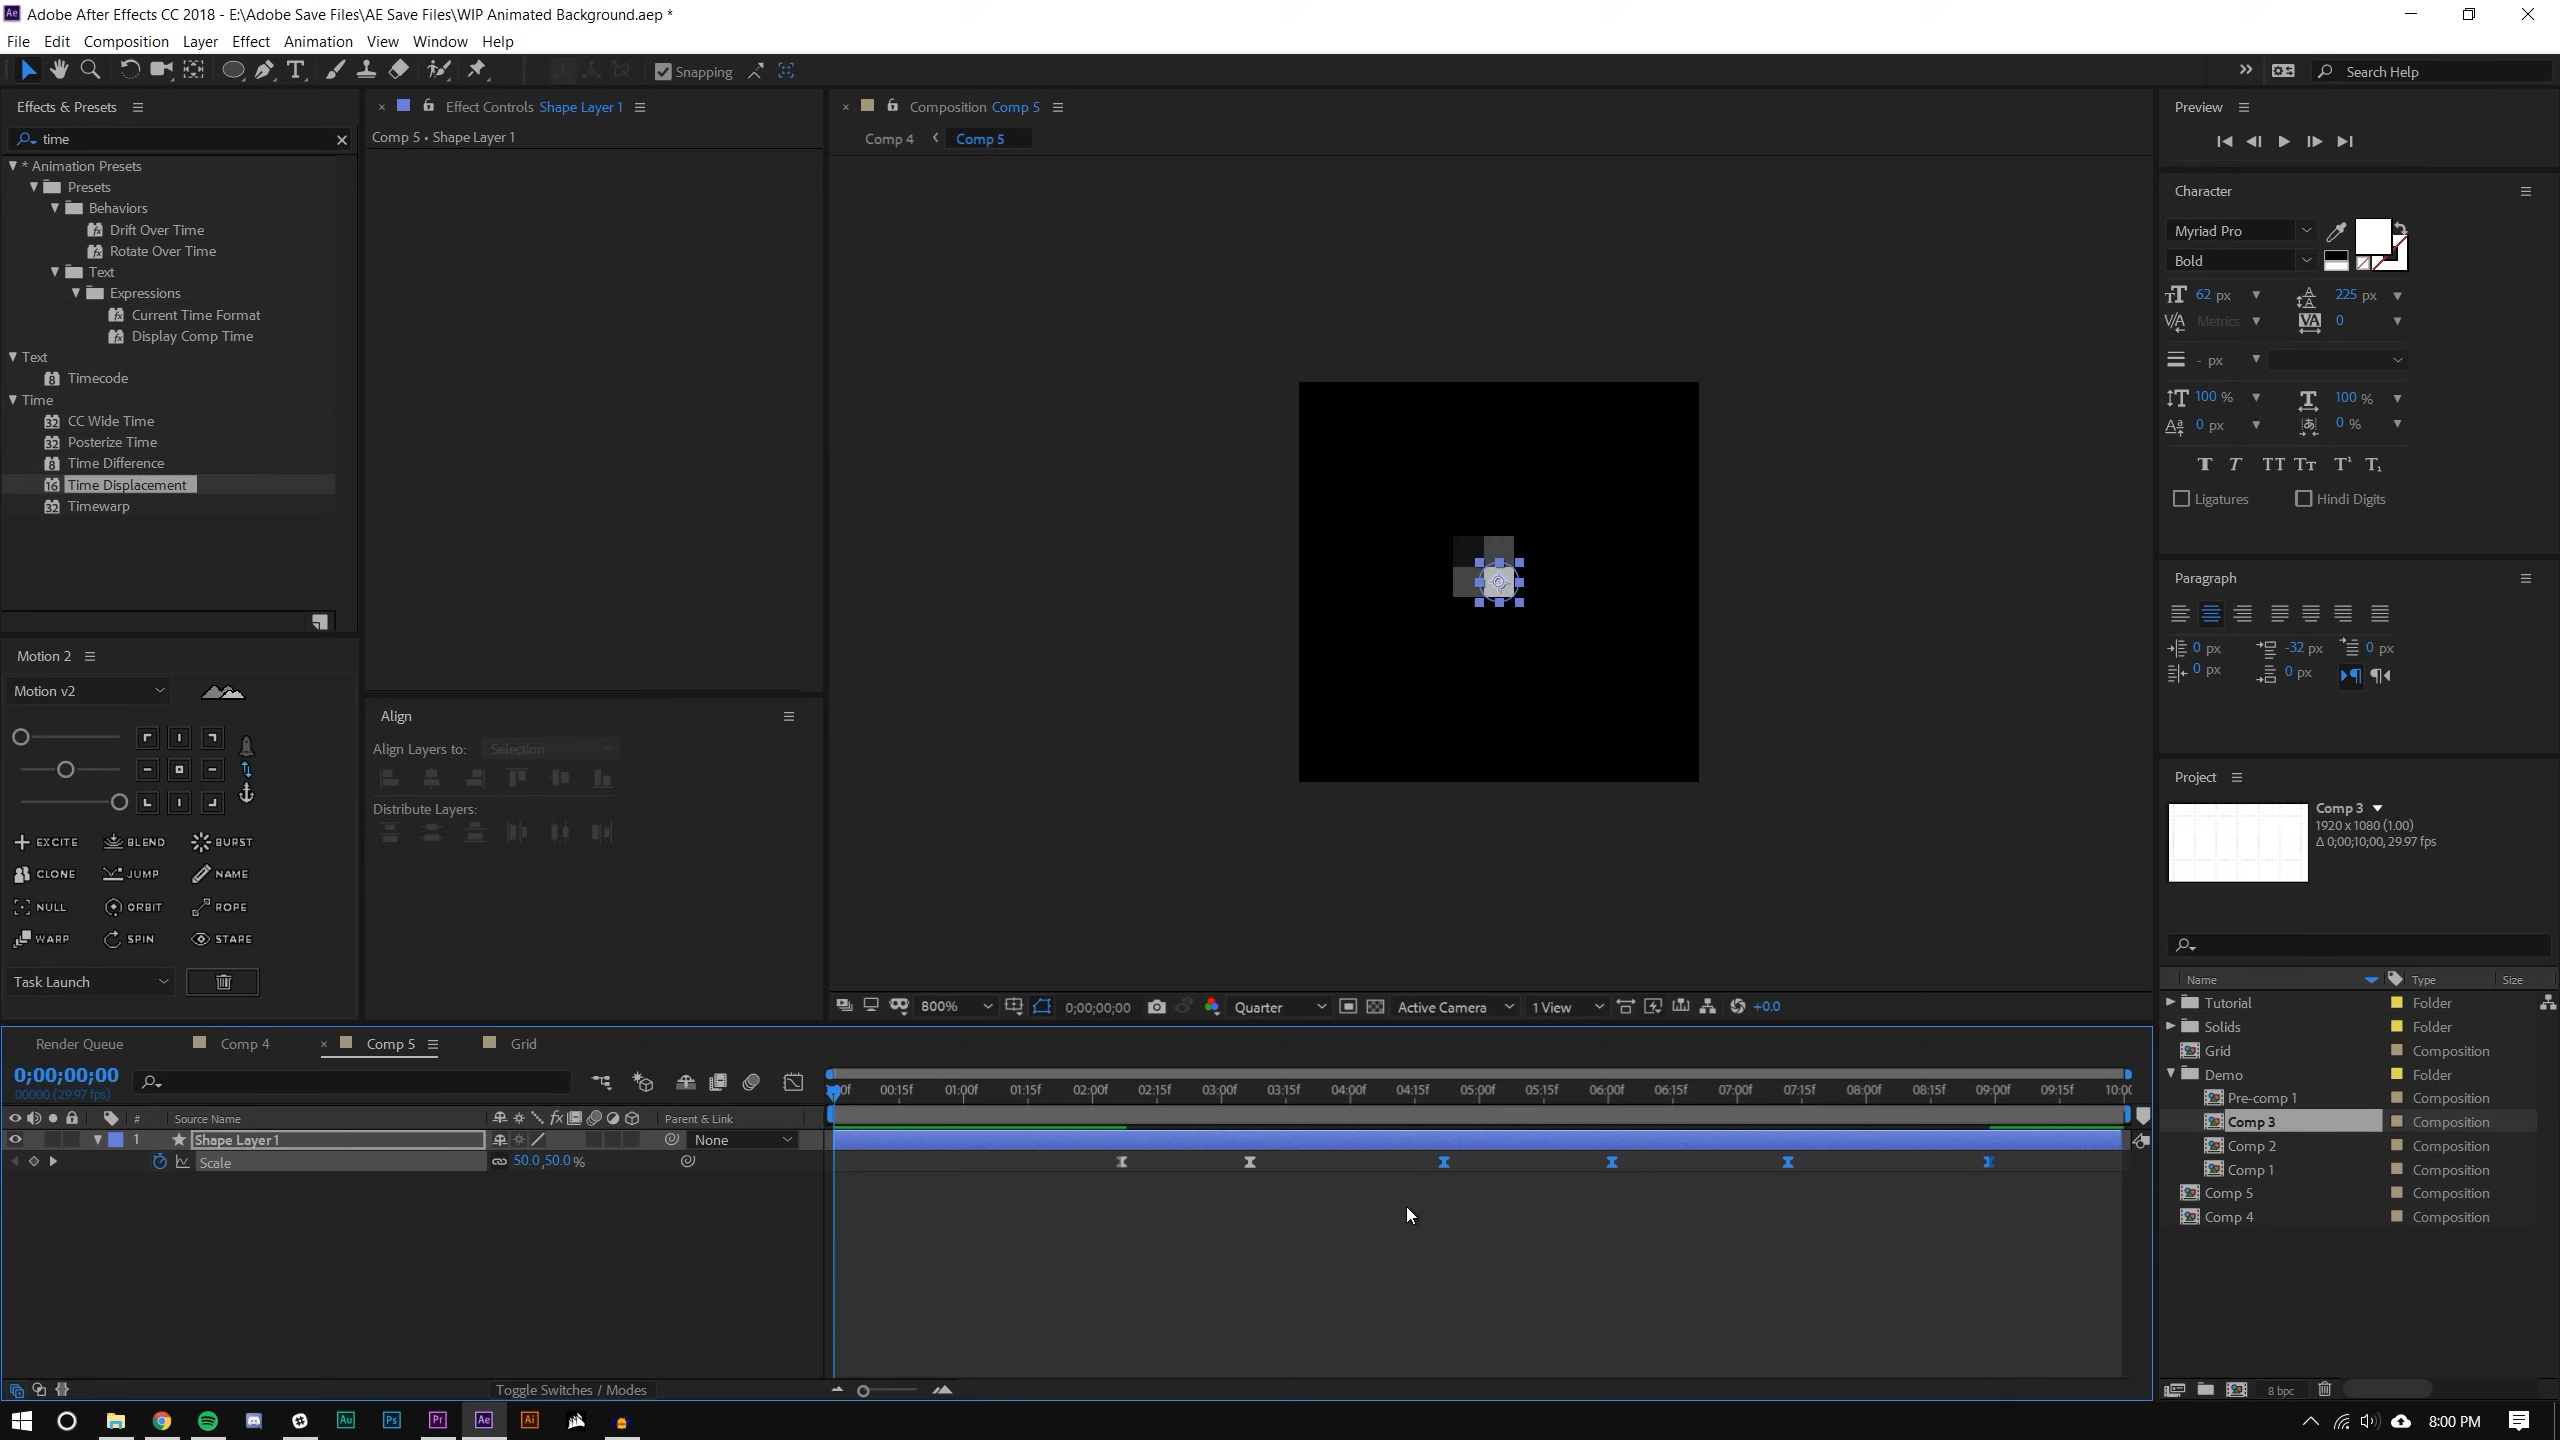 Adobe After Effects CC 2018 - E:\Adobe Save Files\AE Save Files\WIP Animated Background.aep *
File Edit Composition Layer Effect Animation View Window Help
Snapping
Search Help
Effects & Presets
time
* Animation Presets
Presets
Behaviors
Drift Over Time
Rotate Over Time
Text
Expressions
Current Time Format
Display Comp Time
Text
Timecode
Time
CC Wide Time
Posterize Time
Time Difference
Time Displacement
Timewarp
Motion 2
Motion v2
EXCITE BLEND BURST
CLONE JUMP NAME
NULL ORBIT ROPE
WARP SPIN STARE
Task Launch
Effect Controls Shape Layer 1
Comp 5 • Shape Layer 1
Align
Align Layers to: Selection
Distribute Layers:
Composition Comp 5
Comp 4 Comp 5
800% 0;00;00;00 Quarter Active Camera 1 View +0.0
Preview
Character
Myriad Pro
Bold
62 px 225 px
Metrics 0
- px
100 % 100 %
0 px 0 %
Ligatures Hindi Digits
Paragraph
0 px -32 px 0 px
0 px 0 px
Project
Comp 3
1920 x 1080 (1.00)
Δ 0;00;10;00, 29.97 fps
Name Type Size
Tutorial Folder
Solids Folder
Grid Composition
Demo Folder
Pre-comp 1 Composition
Comp 3 Composition
Comp 2 Composition
Comp 1 Composition
Comp 5 Composition
Comp 4 Composition
8 bpc
Render Queue Comp 4 Comp 5 Grid
0;00;00;00
00000 (29.97 fps)
00:15f 01:00f 01:15f 02:00f 02:15f 03:00f 03:15f 04:00f 04:15f 05:00f 05:15f 06:00f 06:15f 07:00f 07:15f 08:00f 08:15f 09:00f 09:15f 10:00
# Source Name Parent & Link
1 Shape Layer 1 None
Scale 50.0,50.0 %
Toggle Switches / Modes
Au Ps Pr Ae Ai
8:00 PM